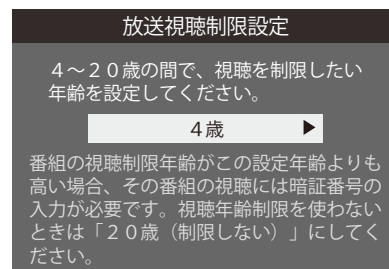 放送視聴制限設定
４～２０歳の間で、視聴を制限したい
年齢を設定してください。
４歳 ▶
番組の視聴制限年齢がこの設定年齢よりも
高い場合、その番組の視聴には暗証番号の
入力が必要です。視聴年齢制限を使わない
ときは「２０歳（制限しない）」にしてく
ださい。